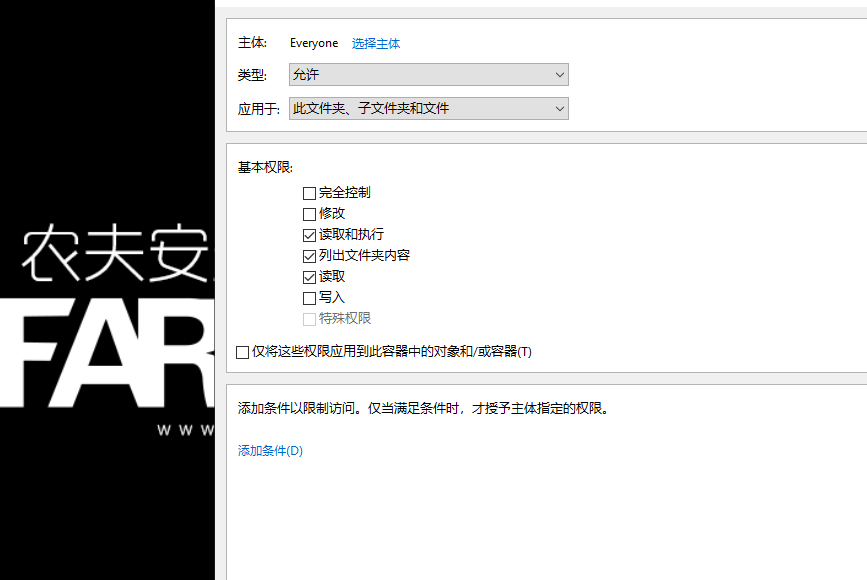 主体: Everyone 选择主体
类型: 允许
应用于: 此文件夹、子文件夹和文件
基本权限:
完全控制
修改
读取和执行
列出文件夹内容
读取
写入
特殊权限
仅将这些权限应用到此容器中的对象和/或容器(T)
添加条件以限制访问。仅当满足条件时，才授予主体指定的权限。
添加条件(D)
农夫安
FAR
www